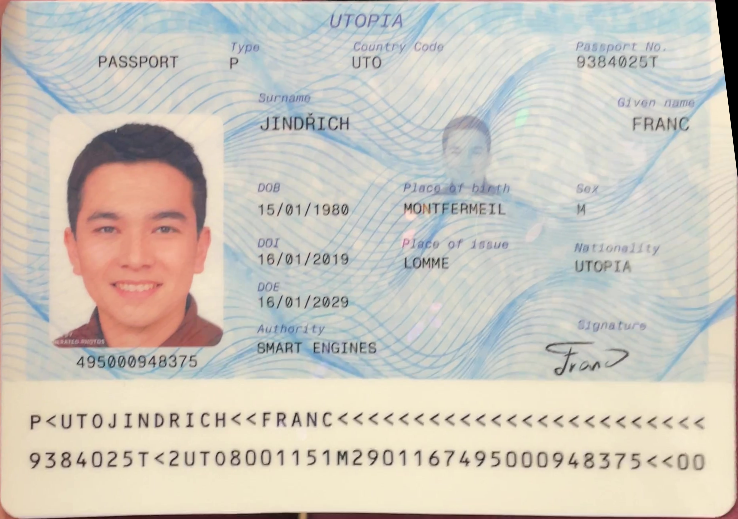 UTOPIA
PASSPORT
Type
P
Country Code
UTO
Passport No.
9384025T
Surname
JINDŘICH
Given name
FRANC
DOB
15/01/1980
Place of birth
MONTFERMEIL
Sex
M
DOI
16/01/2019
Place of issue
LOMME
Nationality
UTOPIA
DOE
16/01/2029
Authority
SMART ENGINES
Signature
Franc
495000948375
P<UTOJINDRICH<<FRANC<<<<<<<<<<<<<<<<<<<<<<<<
9384025T<2UTO8001151M2901167495000948375<<00